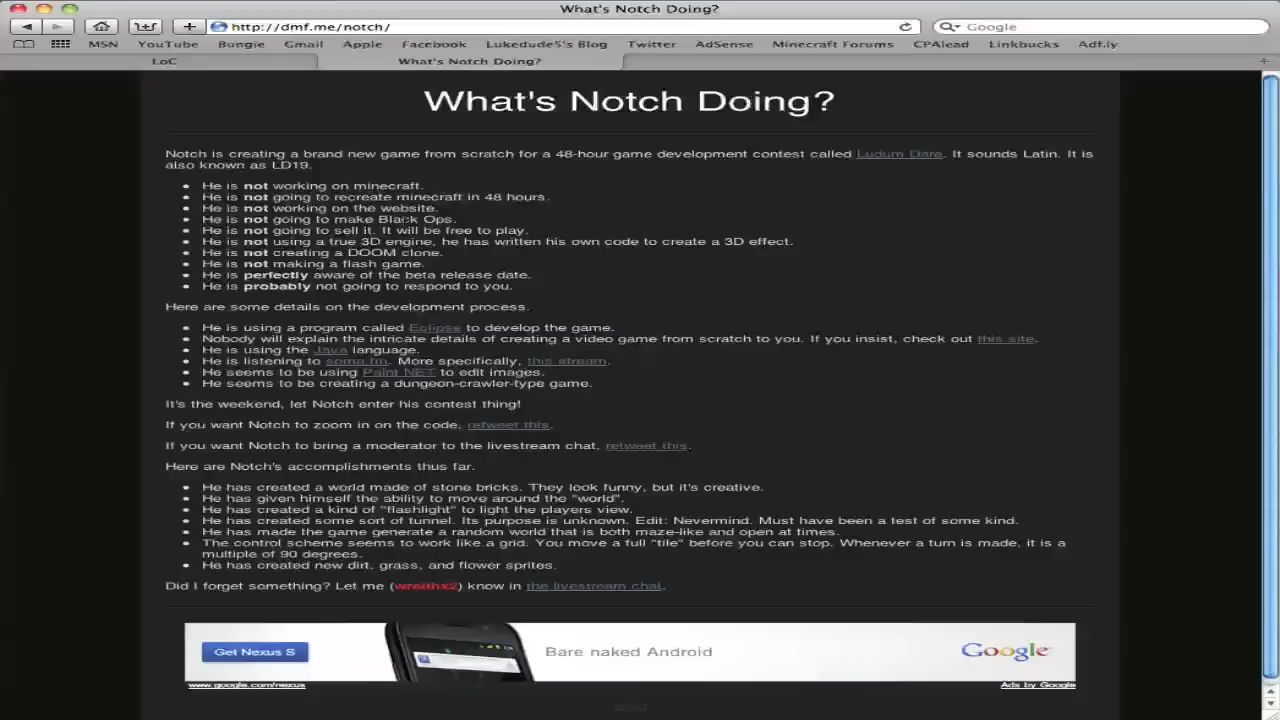 What's Notch Doing?
http://dmf.me/notch/
Google
MSN YouTube Bungie Gmail Apple Facebook Lukedude5's Blog Twitter AdSense Minecraft Forums CPAlead Linkbucks Adf.ly
LoC What's Notch Doing?
What's Notch Doing?
Notch is creating a brand new game from scratch for a 48-hour game development contest called Ludum Dare. It sounds Latin. It is
also known as LD19.
He is not working on minecraft.
He is not going to recreate minecraft in 48 hours.
He is not working on the website.
He is not going to make Black Ops.
He is not going to sell it. It will be free to play.
He is not using a true 3D engine, he has written his own code to create a 3D effect.
He is not creating a DOOM clone.
He is not making a flash game.
He is perfectly aware of the beta release date.
He is probably not going to respond to you.
Here are some details on the development process.
He is using a program called Eclipse to develop the game.
Nobody will explain the intricate details of creating a video game from scratch to you. If you insist, check out this site.
He is using the Java language.
He is listening to soma fm. More specifically, this stream.
He seems to be using Paint NET to edit images.
He seems to be creating a dungeon-crawler-type game.
It's the weekend, let Notch enter his contest thing!
If you want Notch to zoom in on the code, retweet this.
If you want Notch to bring a moderator to the livestream chat, retweet this.
Here are Notch's accomplishments thus far.
He has created a world made of stone bricks. They look funny, but it's creative.
He has given himself the ability to move around the "world".
He has created a kind of "flashlight" to light the players view.
He has created some sort of tunnel. Its purpose is unknown. Edit: Nevermind. Must have been a test of some kind.
He has made the game generate a random world that is both maze-like and open at times.
The control scheme seems to work like a grid. You move a full "tile" before you can stop. Whenever a turn is made, it is a
multiple of 90 degrees.
He has created new dirt, grass, and flower sprites.
Did I forget something? Let me (wreithx2) know in the livestream chat.
Get Nexus S
Bare naked Android
Google
www.google.com/nexus
Ads by Google